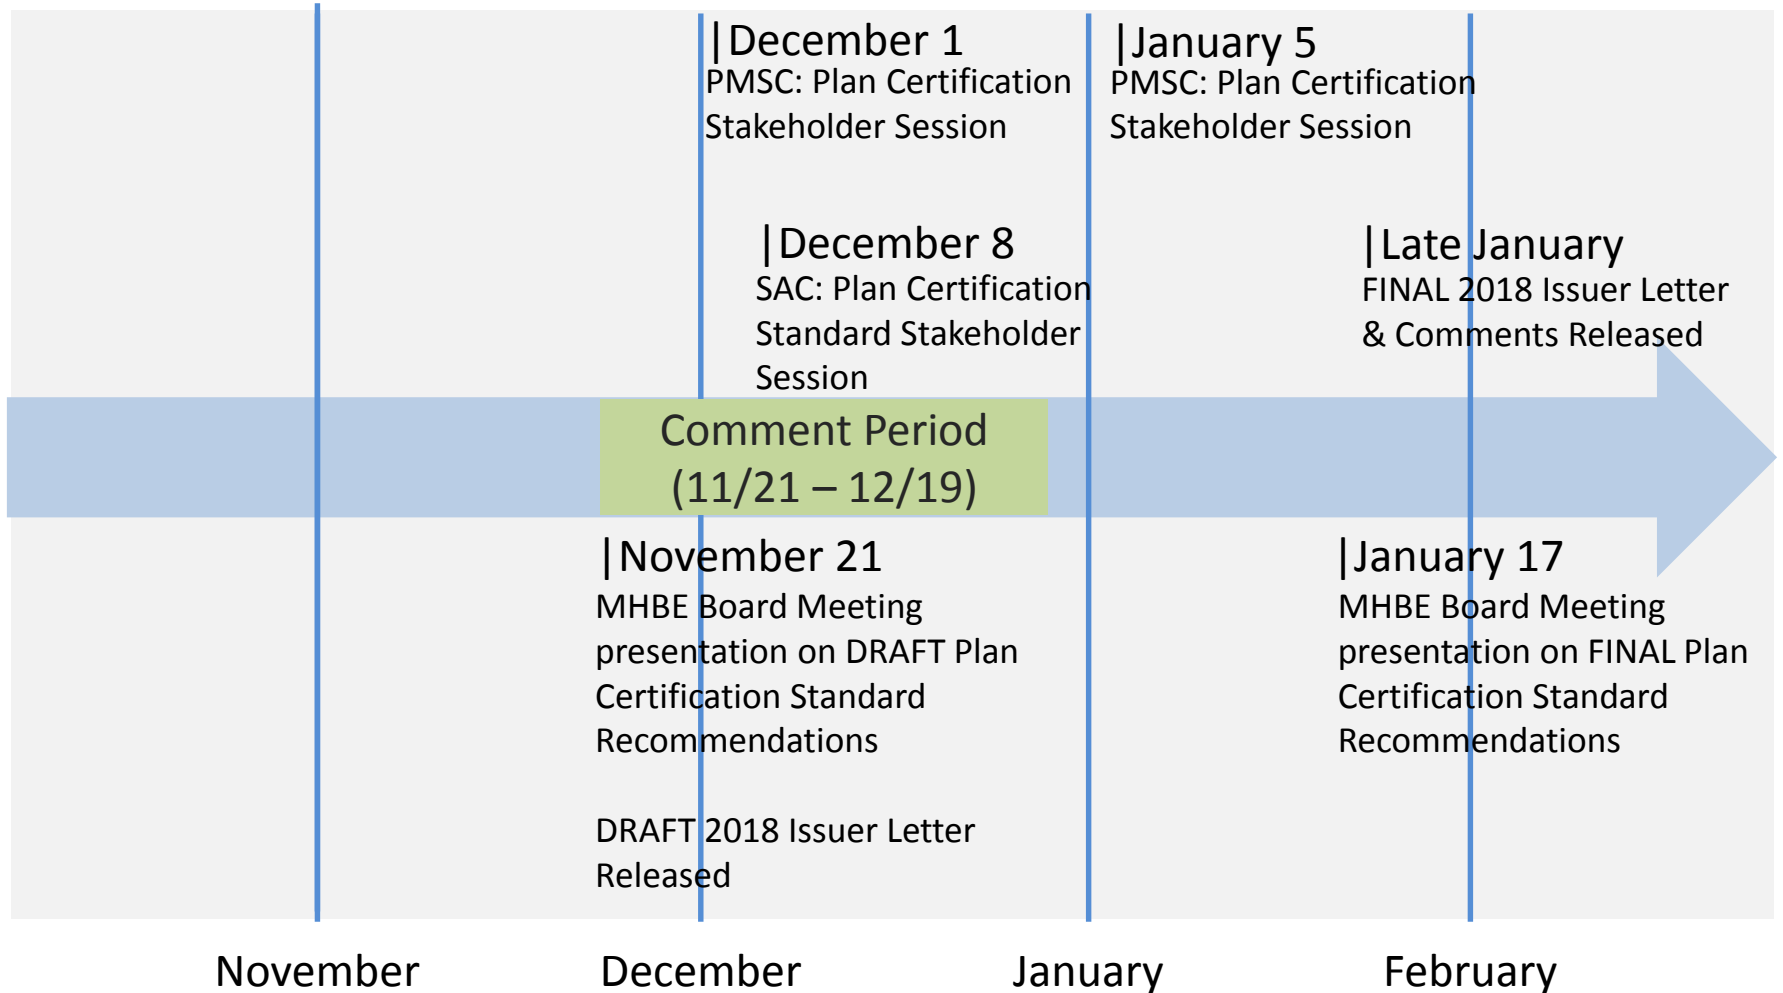 |December 1
PMSC: Plan Certification
Stakeholder Session
|January 5
PMSC: Plan Certification
Stakeholder Session
|December 8
SAC: Plan Certification
Standard Stakeholder
Session
|Late January
FINAL 2018 Issuer Letter
& Comments Released
Comment Period
(11/21 – 12/19)
|November 21
MHBE Board Meeting
presentation on DRAFT Plan
Certification Standard
Recommendations
DRAFT 2018 Issuer Letter
Released
|January 17
MHBE Board Meeting
presentation on FINAL Plan
Certification Standard
Recommendations
November
December
January
February